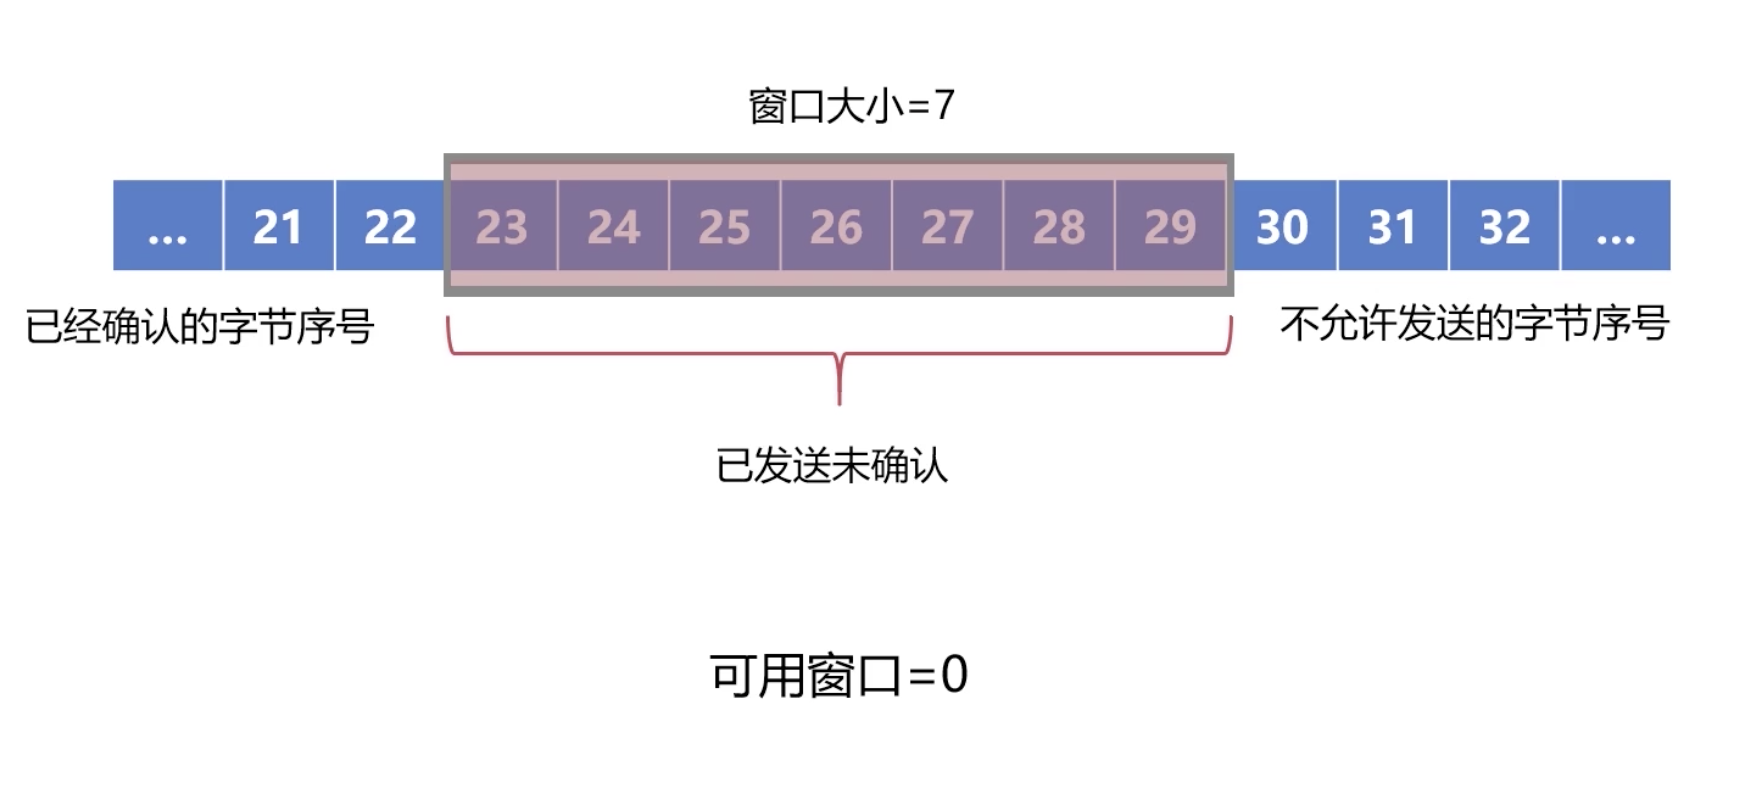 窗口大小=7
... 21 22 23 24 25 26 27 28 29 30 31 32 ...
已经确认的字节序号
不允许发送的字节序号
已发送未确认
可用窗口=0